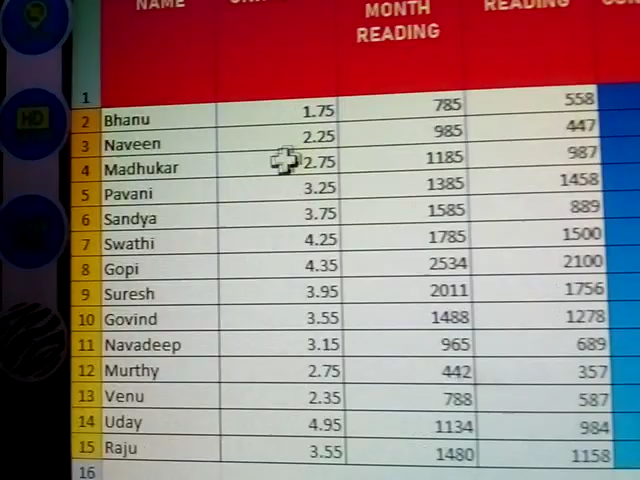 NAME
MONTH READING
READING
1
2 Bhanu 1.75 785 558
3 Naveen 2.25 985 447
4 Madhukar 2.75 1185 987
5 Pavani 3.25 1385 1458
6 Sandya 3.75 1585 889
7 Swathi 4.25 1785 1500
8 Gopi 4.35 2534 2100
9 Suresh 3.95 2011 1756
10 Govind 3.55 1488 1278
11 Navadeep 3.15 965 689
12 Murthy 2.75 442 357
13 Venu 2.35 788 587
14 Uday 4.95 1134 984
15 Raju 3.55 1480 1158
16
HD